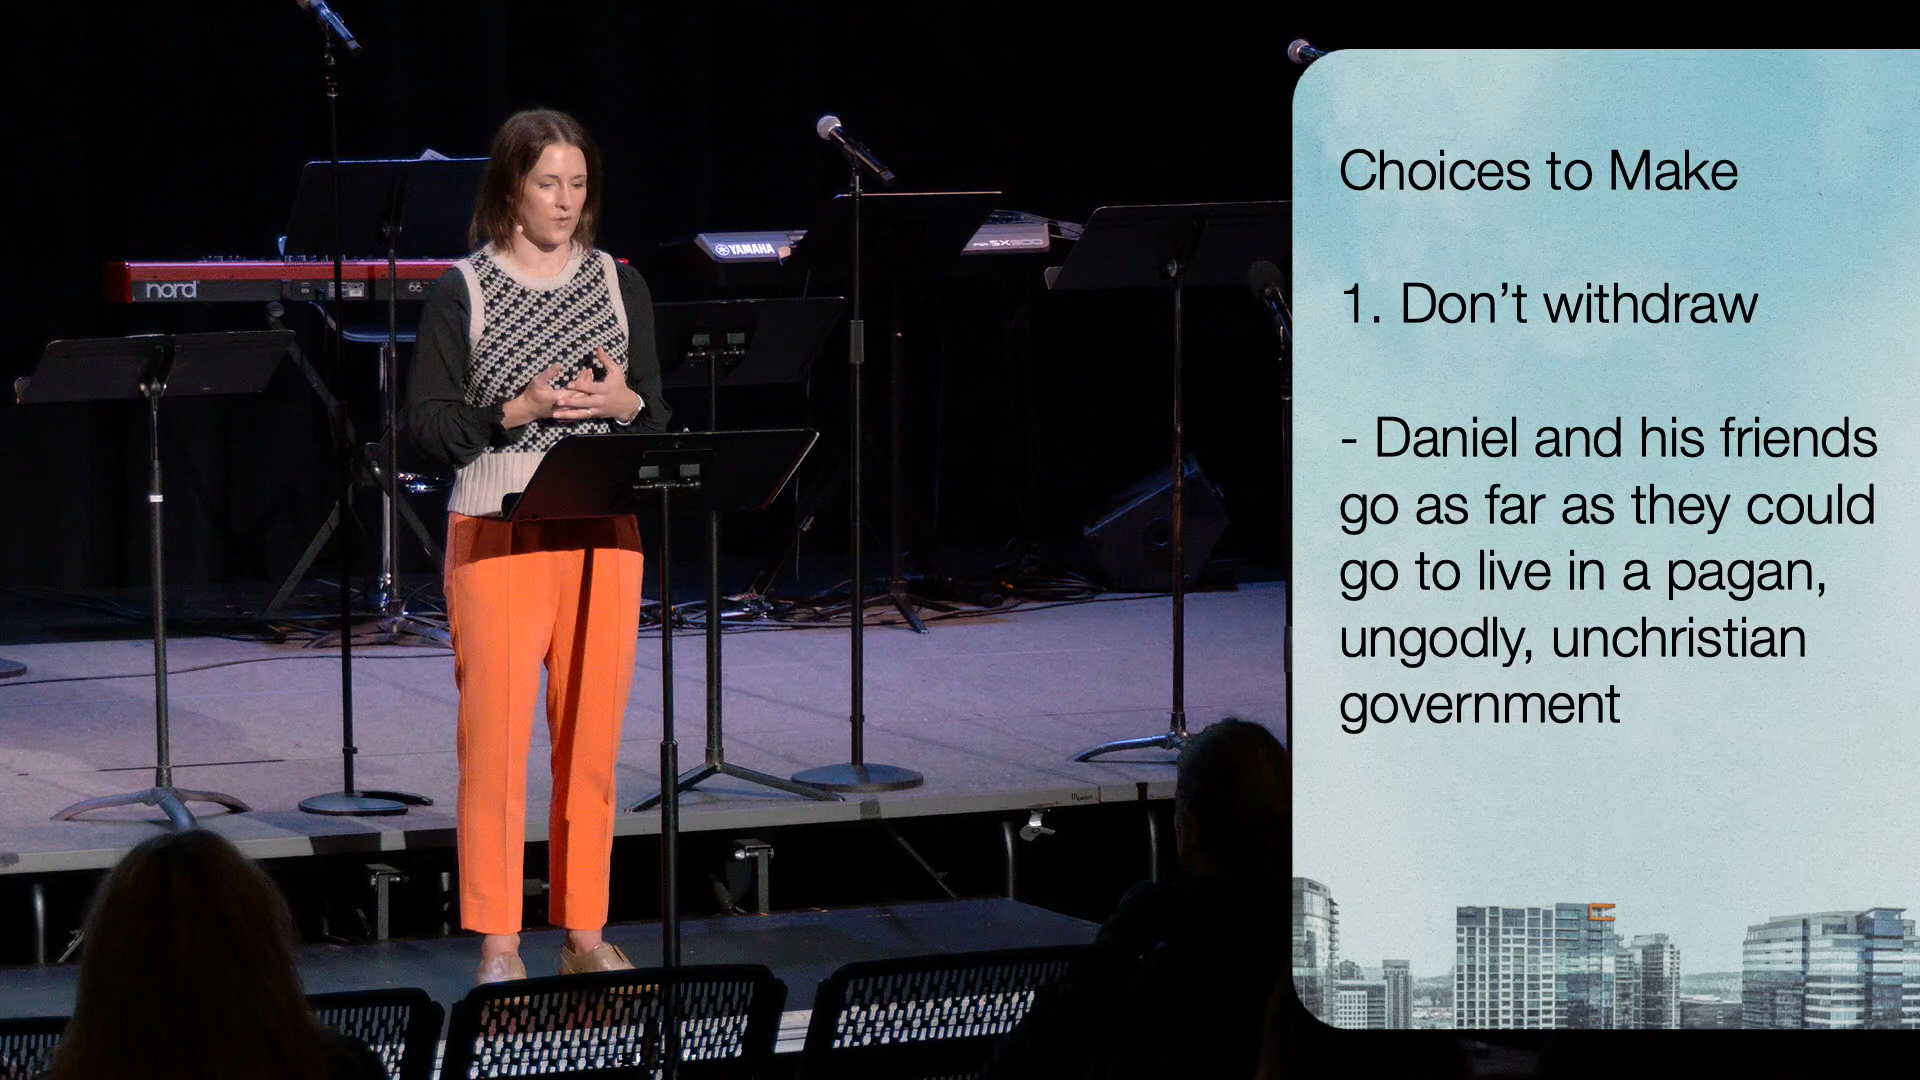 nord
YAMAHA
SX900
Choices to Make
1. Don’t withdraw
- Daniel and his friends
go as far as they could
go to live in a pagan,
ungodly, unchristian
government